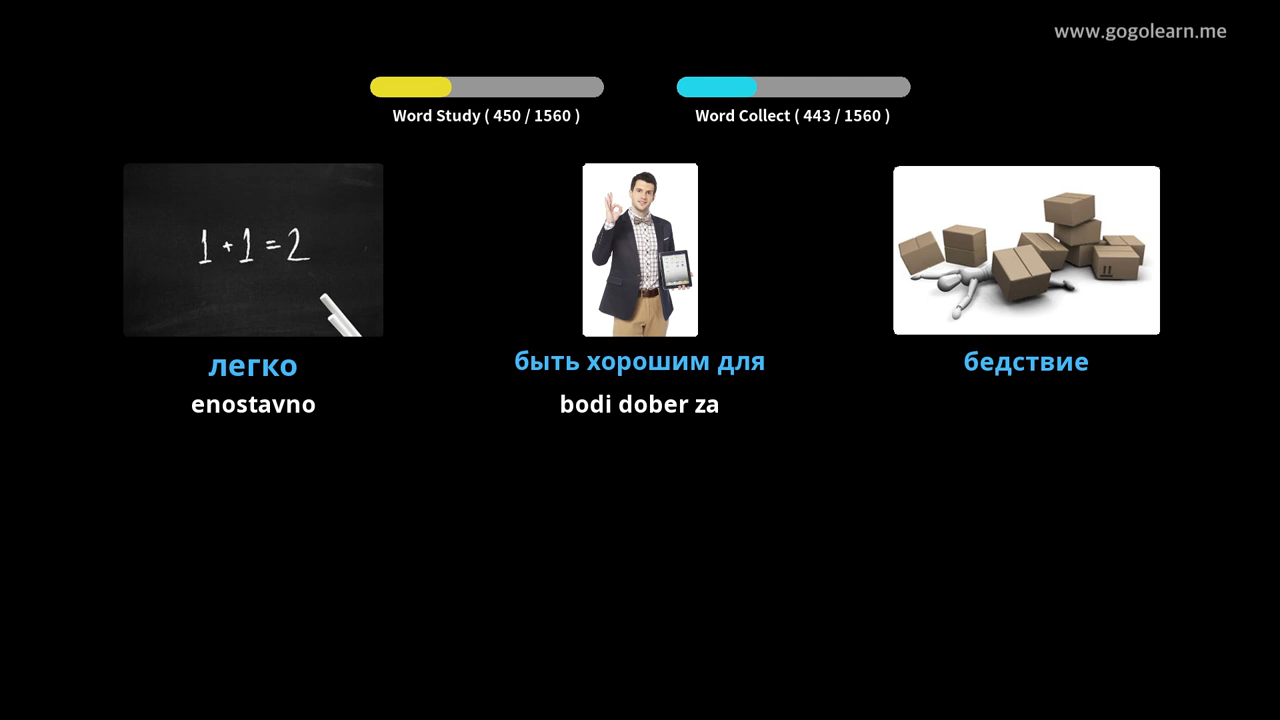 www.gogolearn.me
Word Study ( 450 / 1560 )
Word Collect ( 443 / 1560 )
1 + 1 = 2
легко
быть хорошим для
бедствие
enostavno
bodi dober za